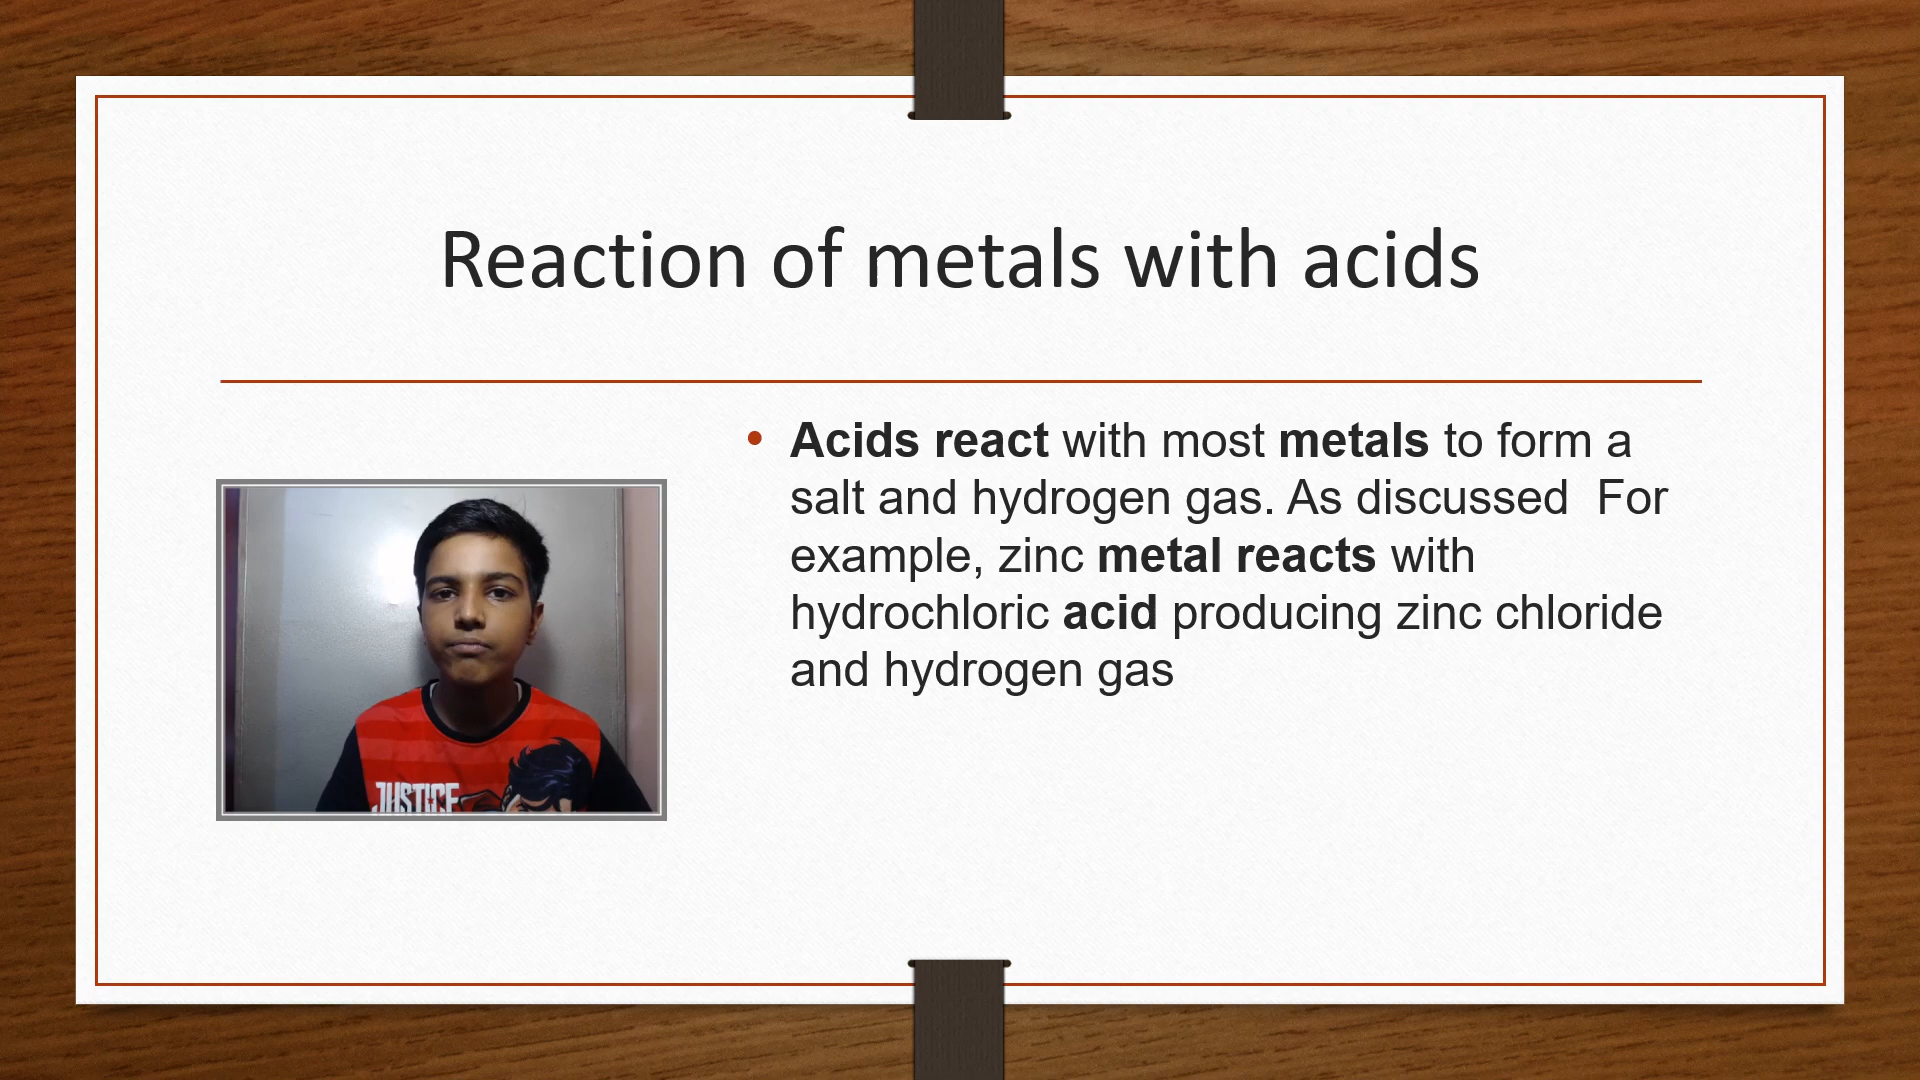 Reaction of metals with acids
• Acids react with most metals to form a
salt and hydrogen gas. As discussed  For
example, zinc metal reacts with
hydrochloric acid producing zinc chloride
and hydrogen gas
JUSTICE